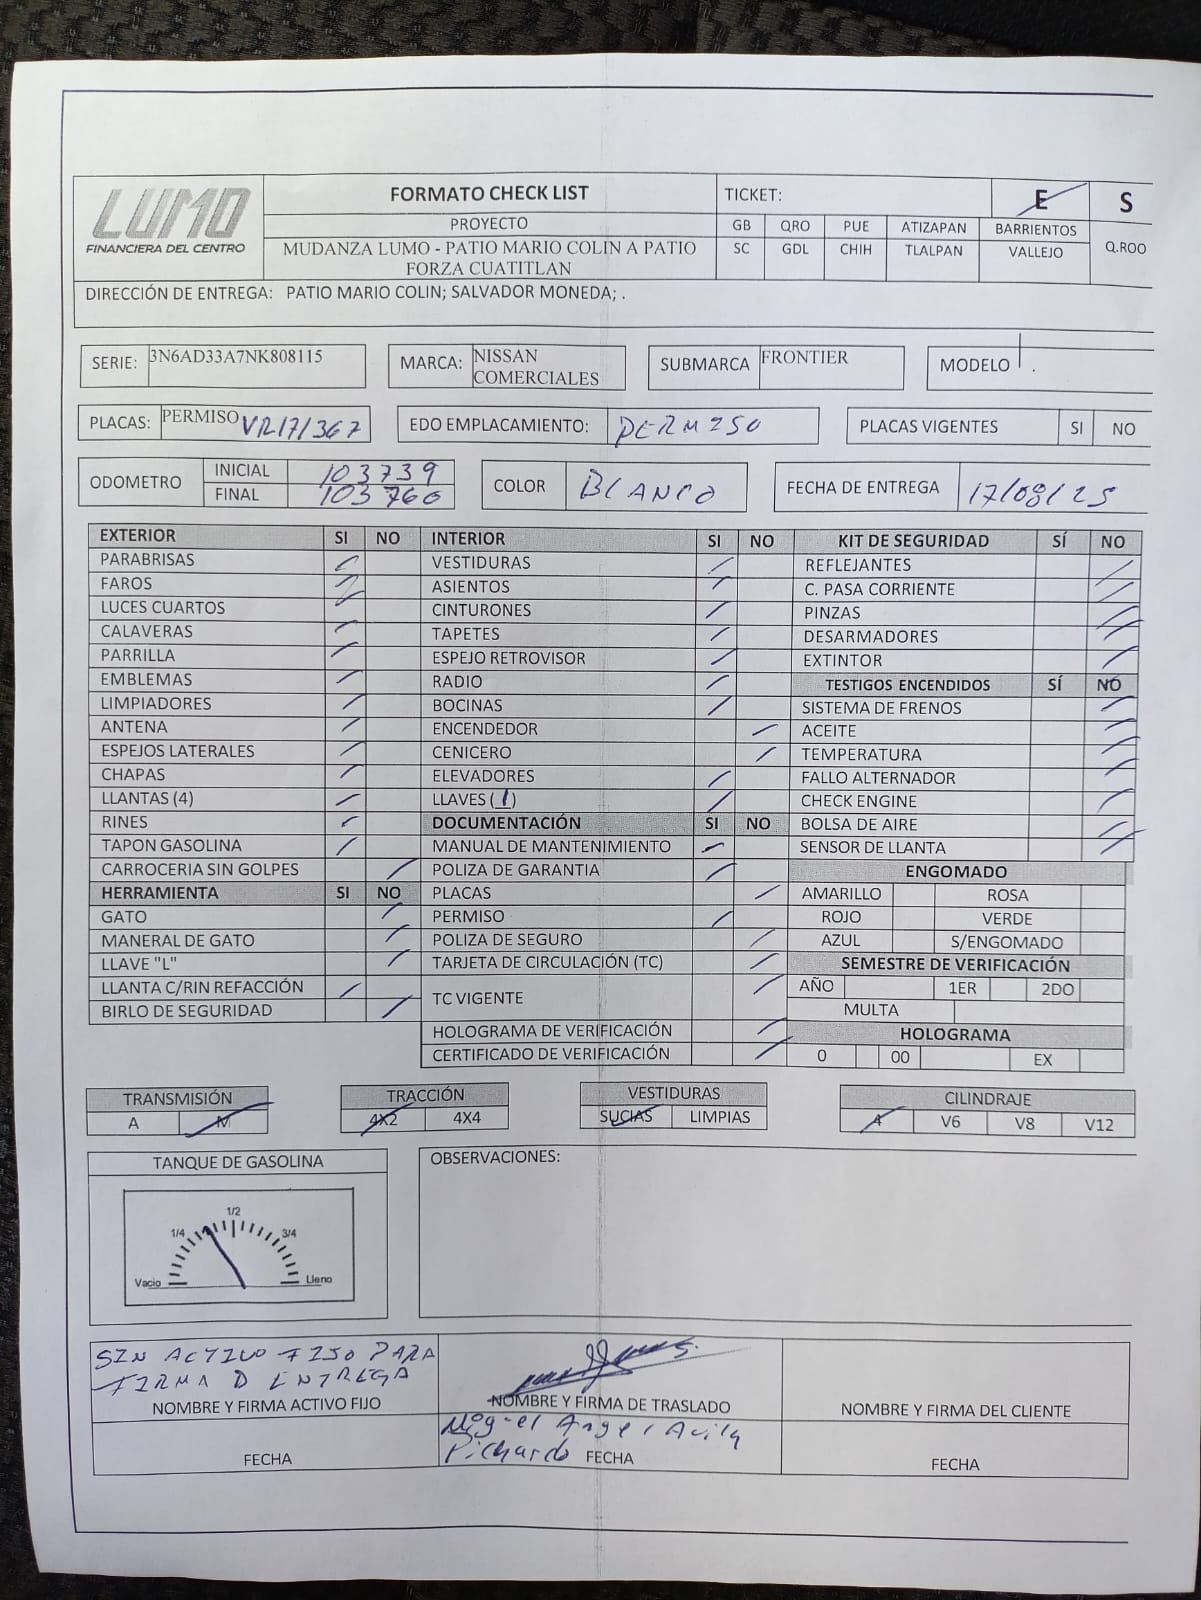 LUMO
FINANCIERA DEL CENTRO
FORMATO CHECK LIST
PROYECTO
MUDANZA LUMO - PATIO MARIO COLIN A PATIO
FORZA CUATITLAN
TICKET: E S
GB QRO PUE ATIZAPAN BARRIENTOS Q.ROO
SC GDL CHIH TLALPAN VALLEJO
DIRECCIÓN DE ENTREGA: PATIO MARIO COLIN; SALVADOR MONEDA; .
SERIE: 3N6AD33A7NK808115
MARCA: NISSAN
COMERCIALES
SUBMARCA FRONTIER
MODELO .
PLACAS: PERMISO VR171367
EDO EMPLACAMIENTO: PERMISO
PLACAS VIGENTES SI NO
ODOMETRO INICIAL 103739
FINAL 103760
COLOR BLANCO
FECHA DE ENTREGA 17/08/25
EXTERIOR SI NO INTERIOR SI NO KIT DE SEGURIDAD SÍ NO
PARABRISAS VESTIDURAS REFLEJANTES
FAROS ASIENTOS C. PASA CORRIENTE
LUCES CUARTOS CINTURONES PINZAS
CALAVERAS TAPETES DESARMADORES
PARRILLA ESPEJO RETROVISOR EXTINTOR
EMBLEMAS RADIO TESTIGOS ENCENDIDOS SÍ NO
LIMPIADORES BOCINAS SISTEMA DE FRENOS
ANTENA ENCENDEDOR ACEITE
ESPEJOS LATERALES CENICERO TEMPERATURA
CHAPAS ELEVADORES FALLO ALTERNADOR
LLANTAS (4) LLAVES (1) CHECK ENGINE
RINES DOCUMENTACIÓN SI NO BOLSA DE AIRE
TAPON GASOLINA MANUAL DE MANTENIMIENTO SENSOR DE LLANTA
CARROCERIA SIN GOLPES POLIZA DE GARANTIA ENGOMADO
HERRAMIENTA SI NO PLACAS AMARILLO ROSA
GATO PERMISO ROJO VERDE
MANERAL DE GATO POLIZA DE SEGURO AZUL S/ENGOMADO
LLAVE "L" TARJETA DE CIRCULACIÓN (TC) SEMESTRE DE VERIFICACIÓN
LLANTA C/RIN REFACCIÓN TC VIGENTE AÑO 1ER 2DO
BIRLO DE SEGURIDAD MULTA
HOLOGRAMA DE VERIFICACIÓN HOLOGRAMA
CERTIFICADO DE VERIFICACIÓN 0 00 EX
TRANSMISIÓN TRACCIÓN VESTIDURAS CILINDRAJE
A M 4X2 4X4 SUCIAS LIMPIAS 4 V6 V8 V12
TANQUE DE GASOLINA
OBSERVACIONES:
1/2
1/4 3/4
Vacio Lleno
SIN ACTIVO FIJO PARA
FIRMA D ENTREGA
NOMBRE Y FIRMA ACTIVO FIJO NOMBRE Y FIRMA DE TRASLADO NOMBRE Y FIRMA DEL CLIENTE
Miguel Angel Avila
Pichardo
FECHA FECHA FECHA